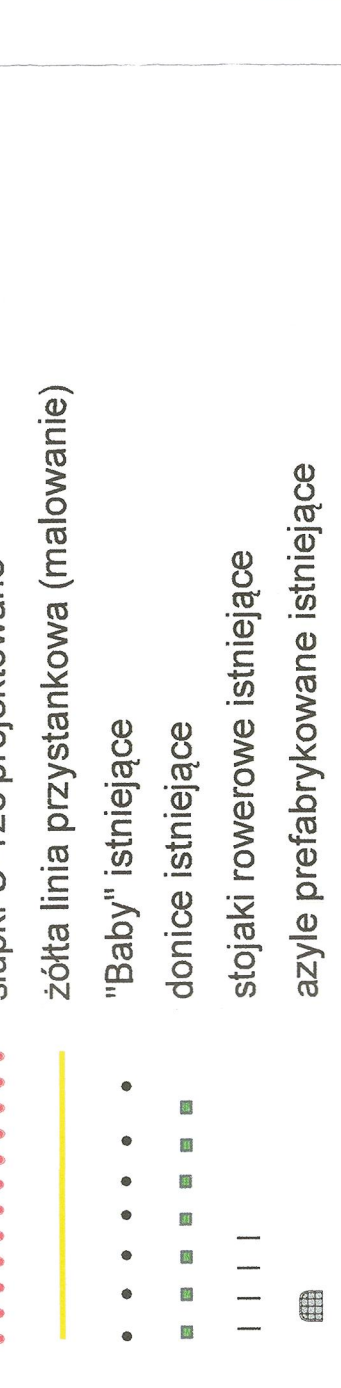 żółta linia przystankowa (malowanie)
"Baby" istniejące
donice istniejące
stojaki rowerowe istniejące
azyle prefabrykowane istniejące